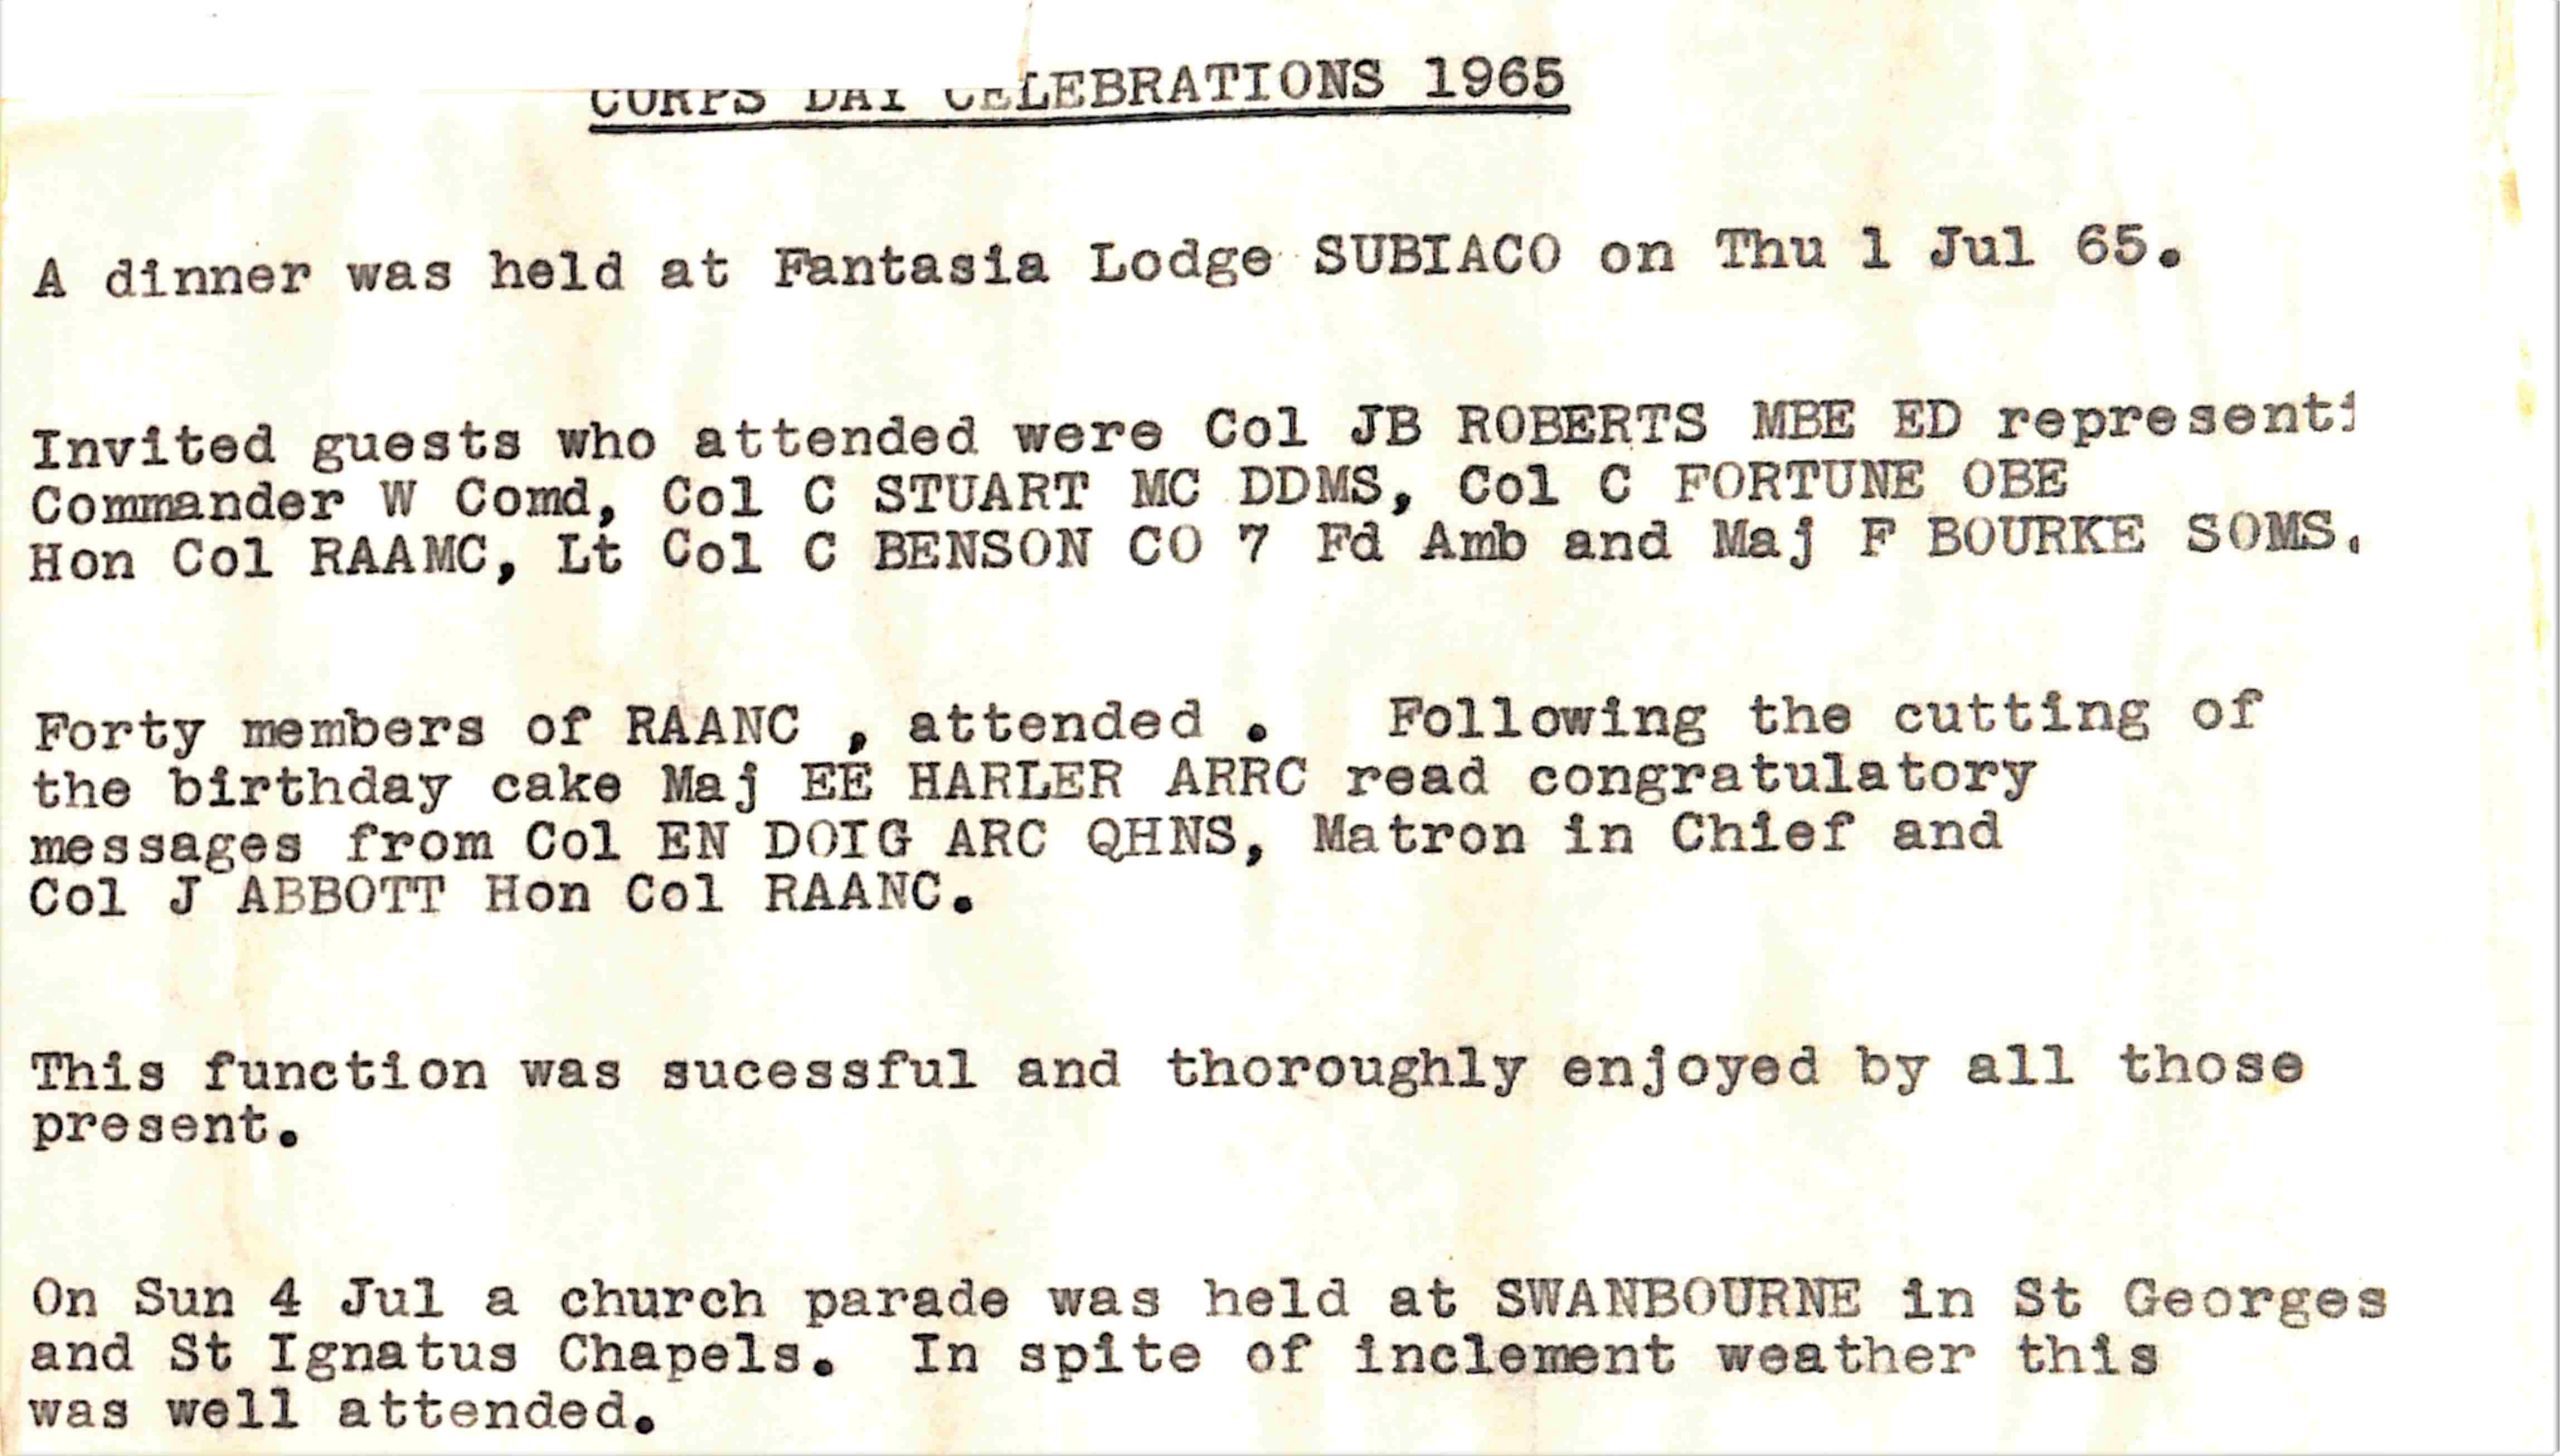 CORPS DAY CELEBRATIONS 1965
A dinner was held at Fantasia Lodge SUBIACO on Thu 1 Jul 65.
Invited guests who attended were Col JB ROBERTS MBE ED representi
Commander W Comd, Col C STUART MC DDMS, Col C FORTUNE OBE
Hon Col RAAMC, Lt Col C BENSON CO 7 Fd Amb and Maj F BOURKE SOMS.
Forty members of RAANC , attended . Following the cutting of
the birthday cake Maj EE HARLER ARRC read congratulatory
messages from Col EN DOIG ARC QHNS, Matron in Chief and
Col J ABBOTT Hon Col RAANC.
This function was sucessful and thoroughly enjoyed by all those
present.
On Sun 4 Jul a church parade was held at SWANBOURNE in St Georges
and St Ignatus Chapels. In spite of inclement weather this
was well attended.